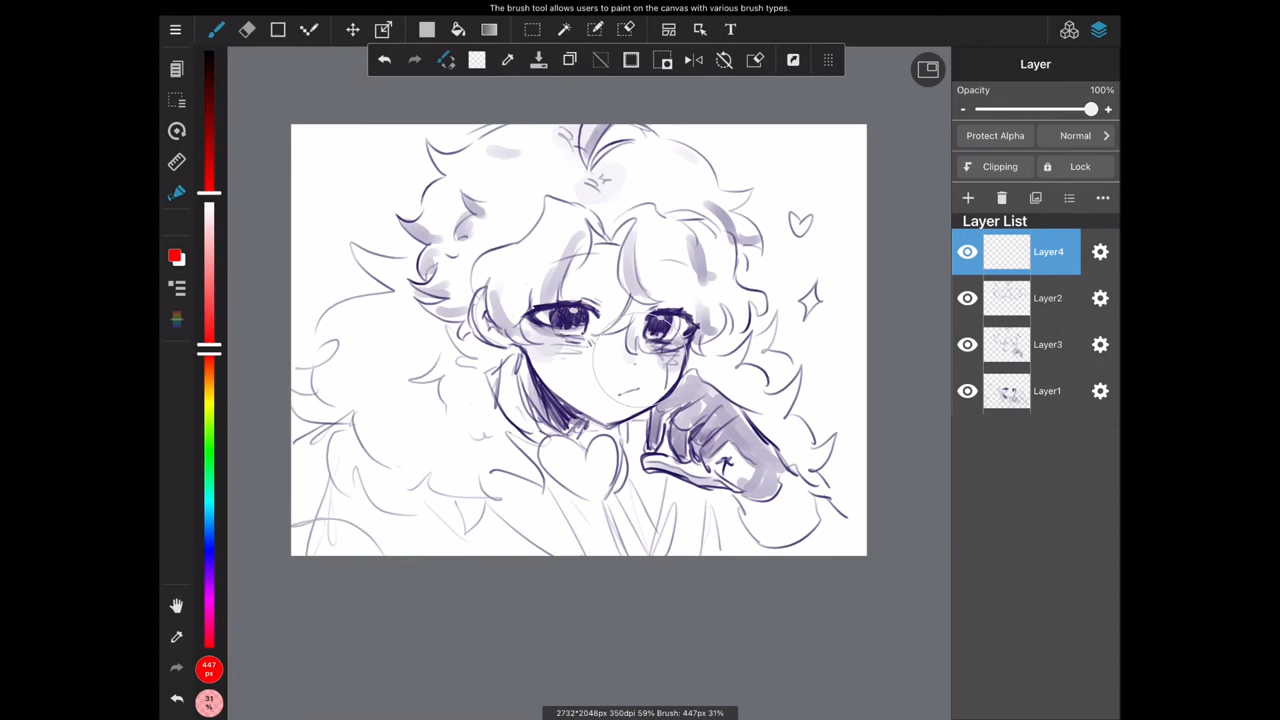 The brush tool allows users to paint on the canvas with various brush types.
T
Layer
Opacity 100%
- +
Protect Alpha Normal
Clipping Lock
Layer List
Layer4
Layer2
Layer3
Layer1
447 px
31 %
2732*2048px 350dpi 59% Brush: 447px 31%